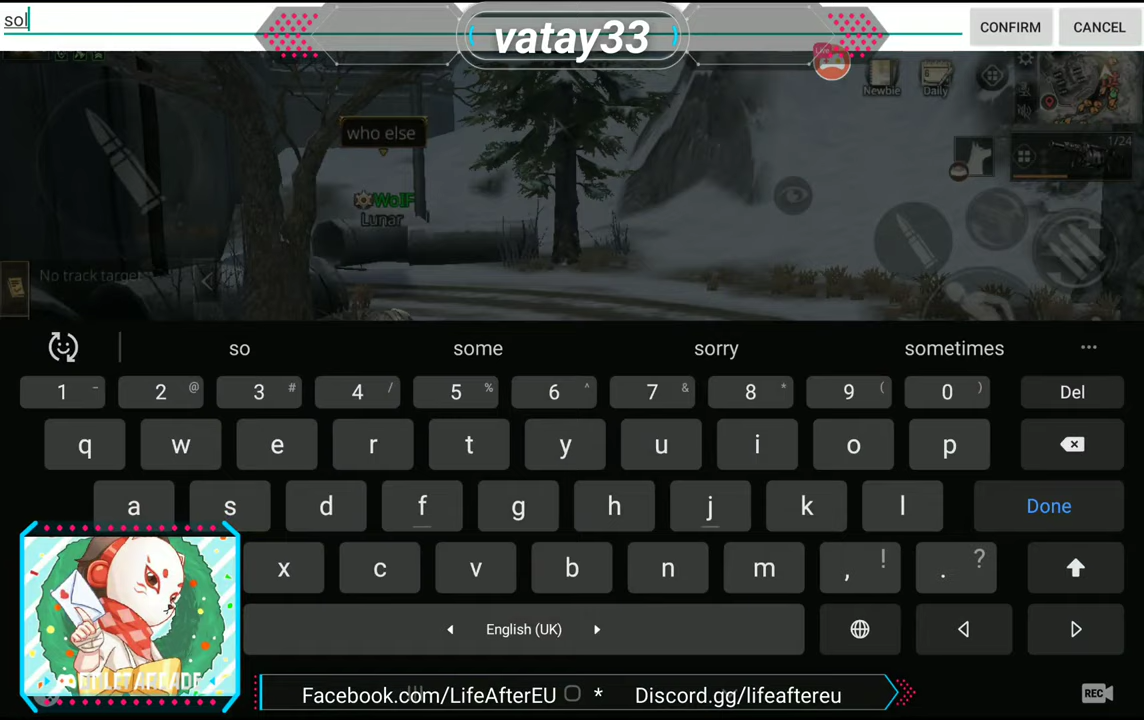 sol
vatay33
CONFIRM
CANCEL
Live
Newbie
Daily
who else
WolF
Lunar
1/24
No track target
so some sorry sometimes ...
1 - 2 @ 3 # 4 / 5 % 6 ^ 7 & 8 * 9 ( 0 ) Del
q w e r t y u i o p
a s d f g h j k l Done
x c v b n m , ! . ?
English (UK)
Facebook.com/LifeAfterEU * Discord.gg/lifeaftereu
REC